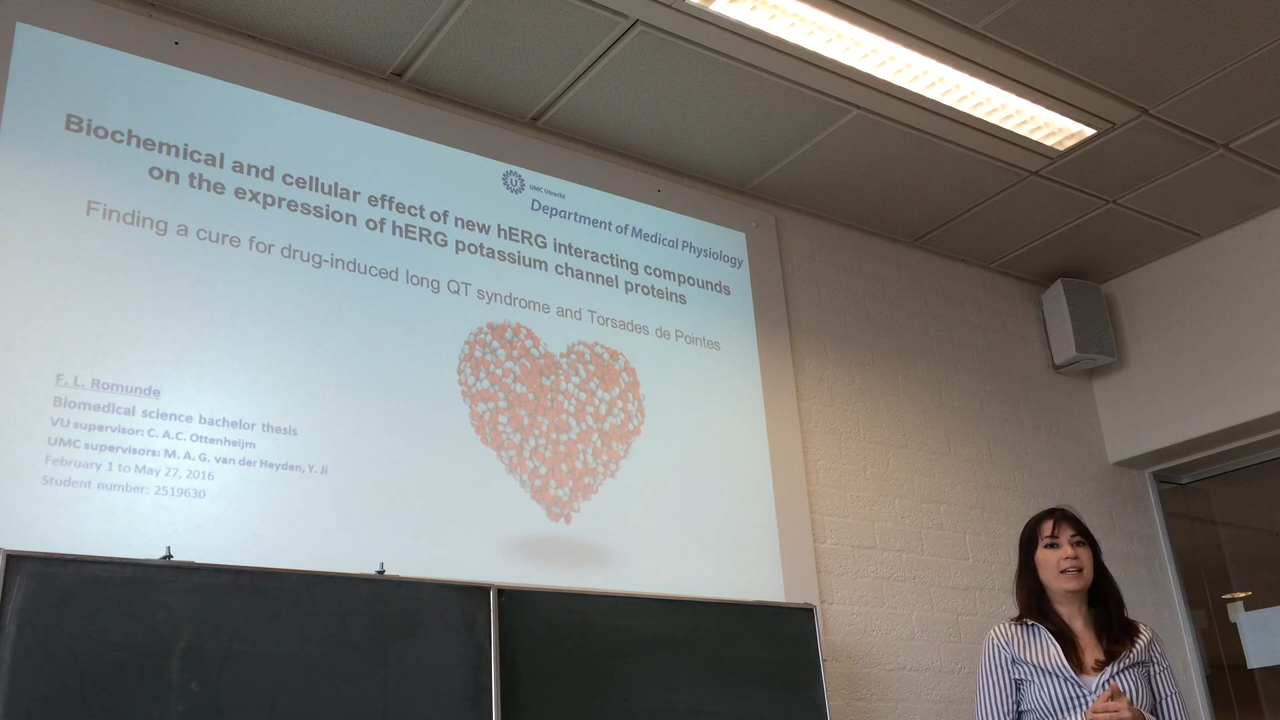 UMC Utrecht
Department of Medical Physiology
Biochemical and cellular effect of new hERG interacting compounds
on the expression of hERG potassium channel proteins
Finding a cure for drug-induced long QT syndrome and Torsades de Pointes
F. L. Romunde
Biomedical science bachelor thesis
VU supervisor: C. A.C. Ottenheijm
UMC supervisors: M. A. G. van der Heyden, Y. Ji
February 1 to May 27, 2016
Student number: 2519630